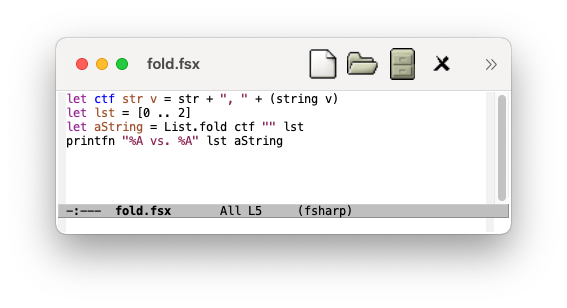 fold.fsx
let ctf str v = str + ", " + (string v)
let lst = [0 .. 2]
let aString = List.fold ctf "" lst
printfn "%A vs. %A" lst aString
-:---  fold.fsx       All L5     (fsharp)